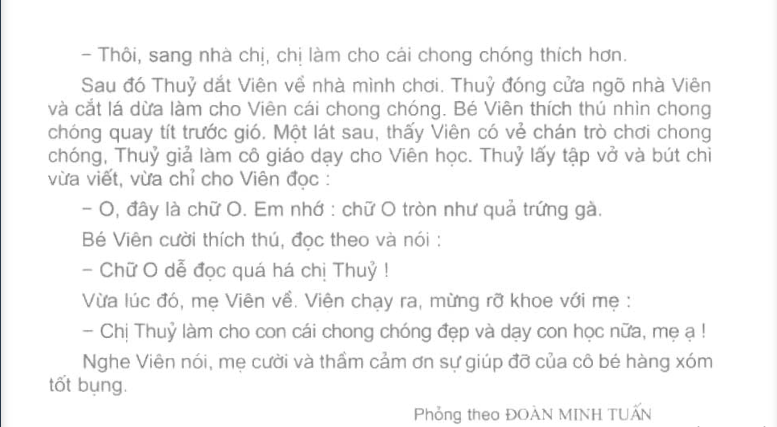 – Thôi, sang nhà chị, chị làm cho cái chong chóng thích hơn.
Sau đó Thuỷ dắt Viên về nhà mình chơi. Thuỷ đóng cửa ngõ nhà Viên
và cắt lá dừa làm cho Viên cái chong chóng. Bé Viên thích thú nhìn chong
chóng quay tít trước gió. Một lát sau, thấy Viên có vẻ chán trò chơi chong
chóng, Thuỷ giả làm cô giáo dạy cho Viên học. Thuỷ lấy tập vở và bút chì
vừa viết, vừa chỉ cho Viên đọc :
– O, đây là chữ O. Em nhớ : chữ O tròn như quả trứng gà.
Bé Viên cười thích thú, đọc theo và nói :
– Chữ O dễ đọc quá há chị Thuỷ !
Vừa lúc đó, mẹ Viên về. Viên chạy ra, mừng rỡ khoe với mẹ :
– Chị Thuỷ làm cho con cái chong chóng đẹp và dạy con học nữa, mẹ ạ !
Nghe Viên nói, mẹ cười và thầm cảm ơn sự giúp đỡ của cô bé hàng xóm
tốt bụng.
Phỏng theo ĐOÀN MINH TUẤN